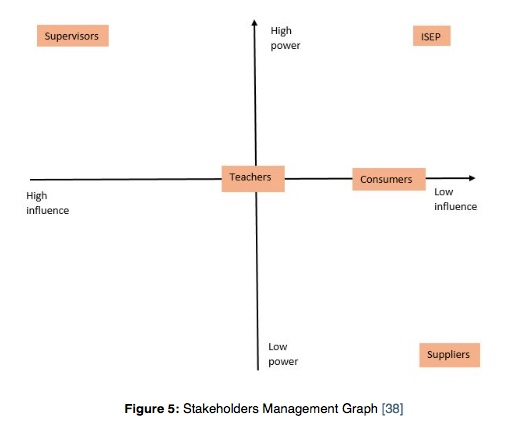 Supervisors
High
power
ISEP
Teachers
Consumers
High
influence
Low
influence
Low
power
Suppliers
Figure 5: Stakeholders Management Graph [38]